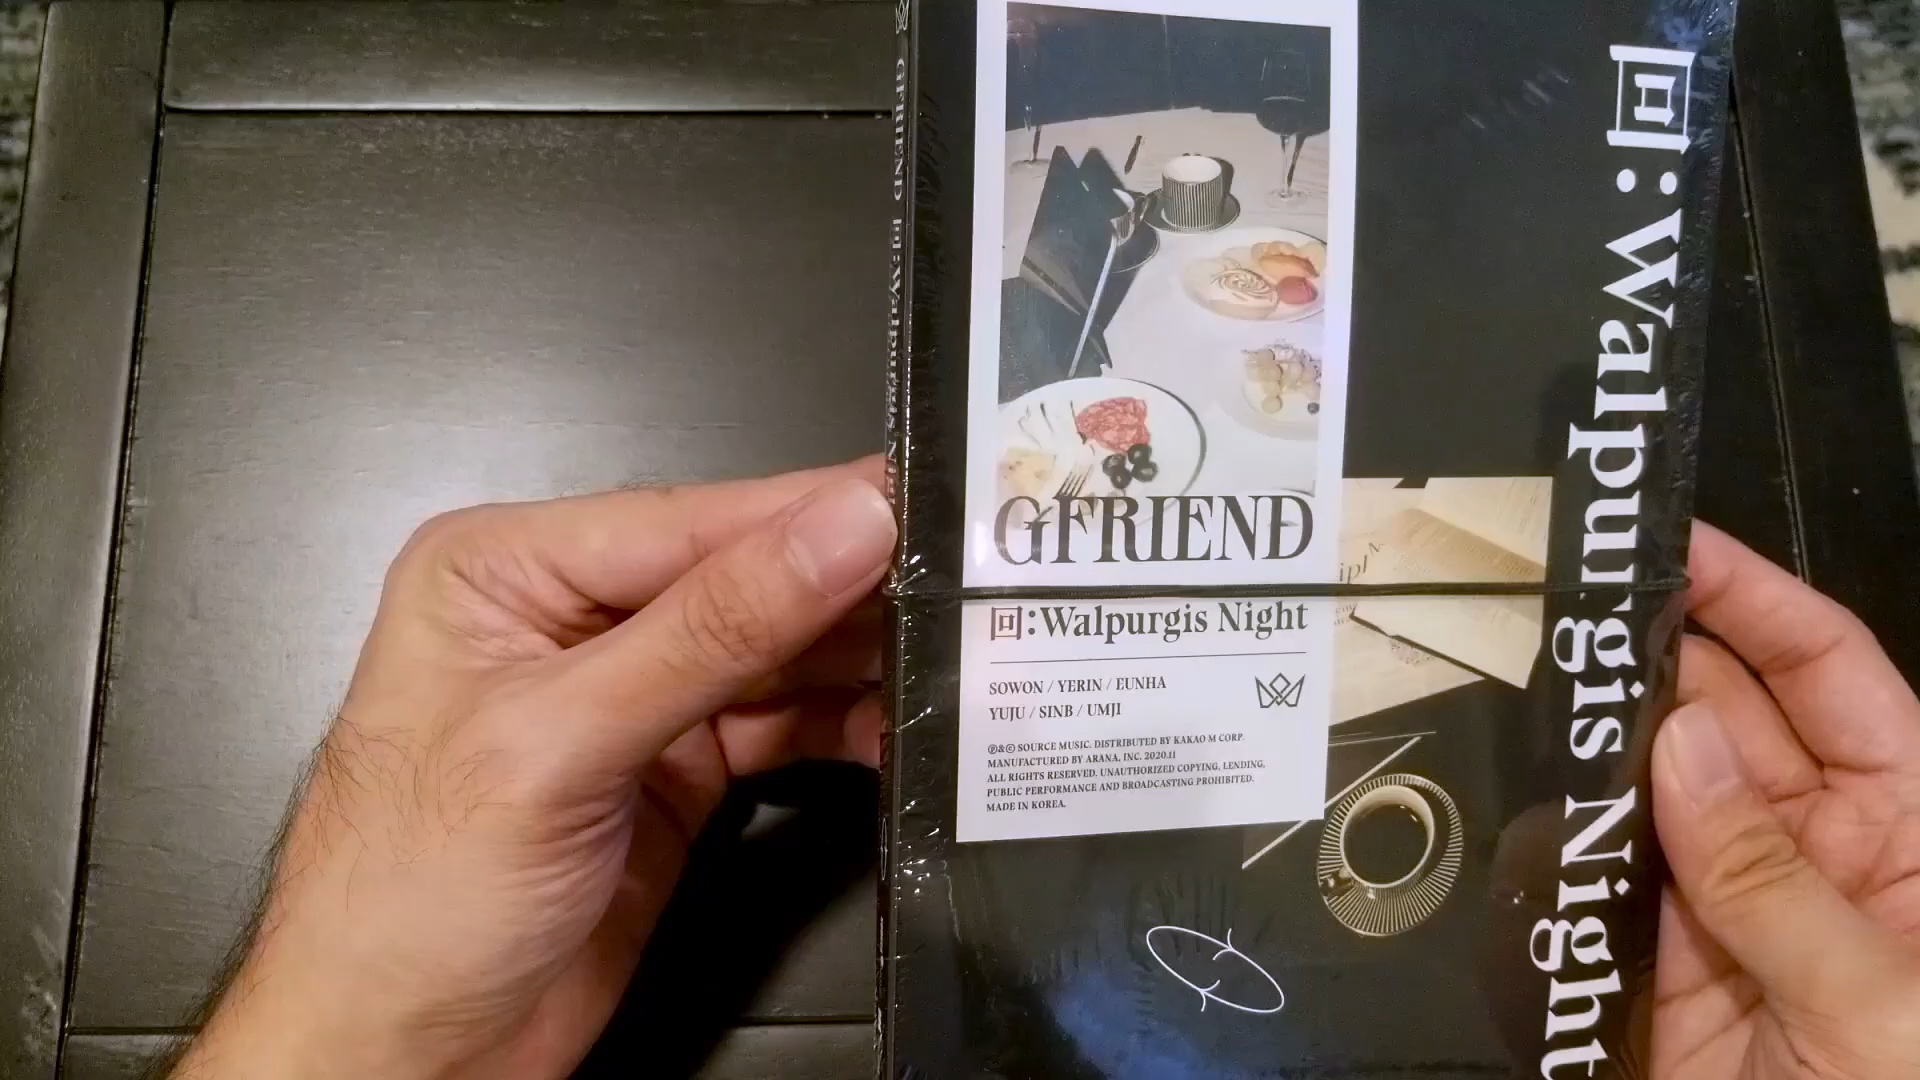 GFRIEND 回:Walpurgis Night
GFRIEND
回:Walpurgis Night
SOWON / YERIN / EUNHA
YUJU / SINB / UMJI
℗&© SOURCE MUSIC. DISTRIBUTED BY KAKAO M CORP.
MANUFACTURED BY ARANA, INC. 2020.11
ALL RIGHTS RESERVED. UNAUTHORIZED COPYING, LENDING,
PUBLIC PERFORMANCE AND BROADCASTING PROHIBITED.
MADE IN KOREA.
回:Walpurgis Night